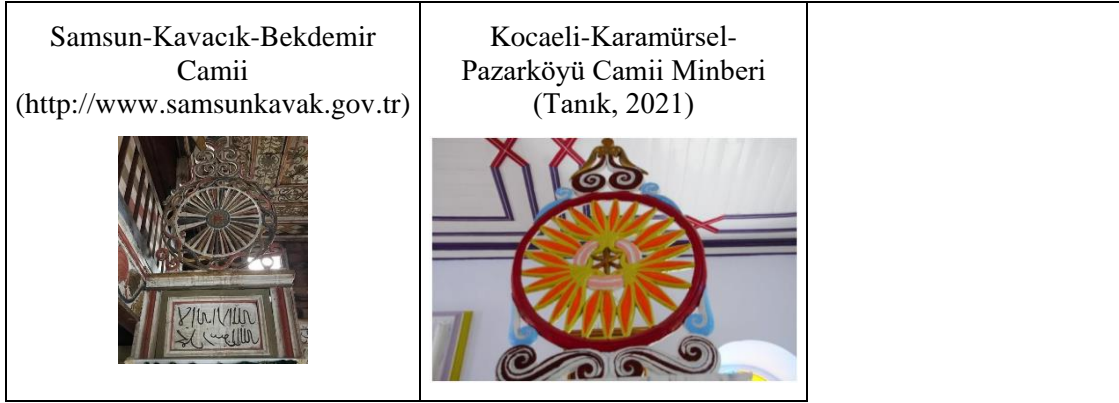 Samsun-Kavacık-Bekdemir
Camii
(http://www.samsunkavak.gov.tr)
Kocaeli-Karamürsel-
Pazarköyü Camii Minberi
(Tanık, 2021)